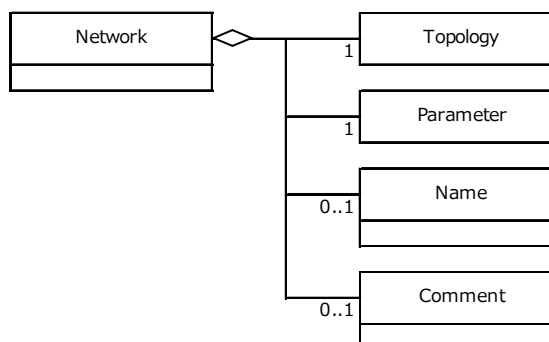 Network
Topology
1
Parameter
1
Name
0..1
Comment
0..1